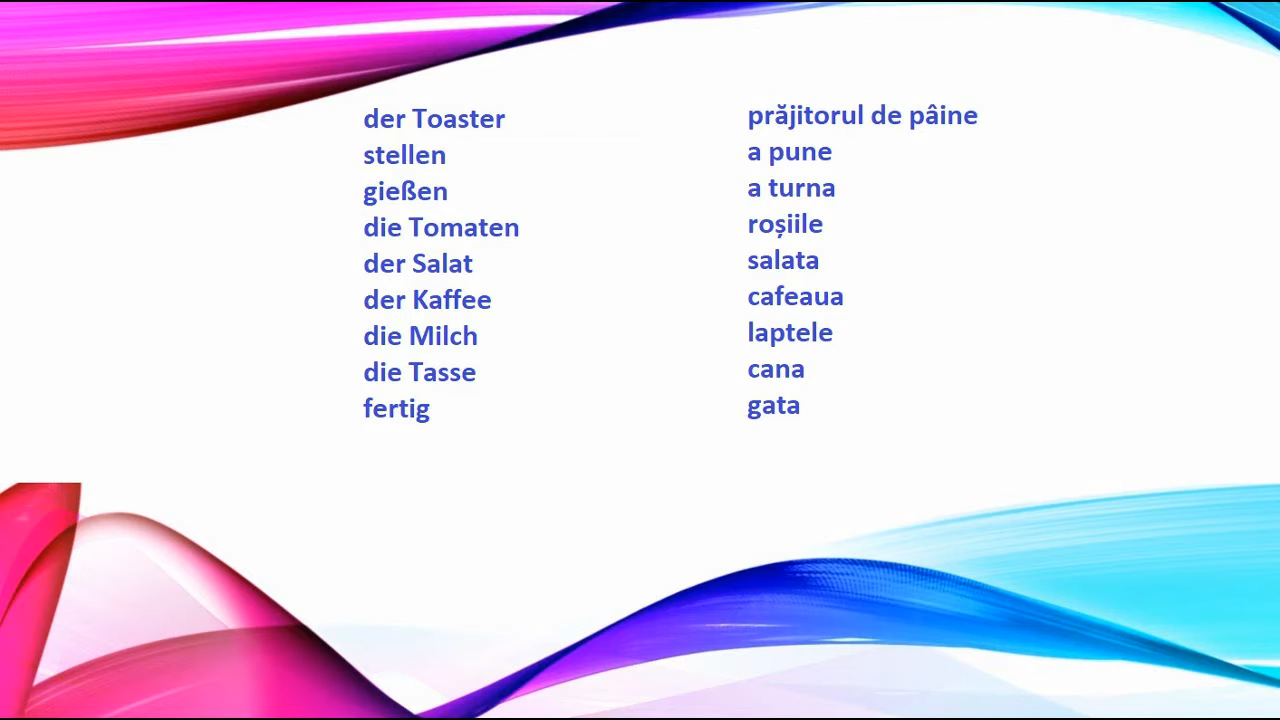 der Toaster prăjitorul de pâine
stellen a pune
gießen a turna
die Tomaten roșiile
der Salat salata
der Kaffee cafeaua
die Milch laptele
die Tasse cana
fertig gata